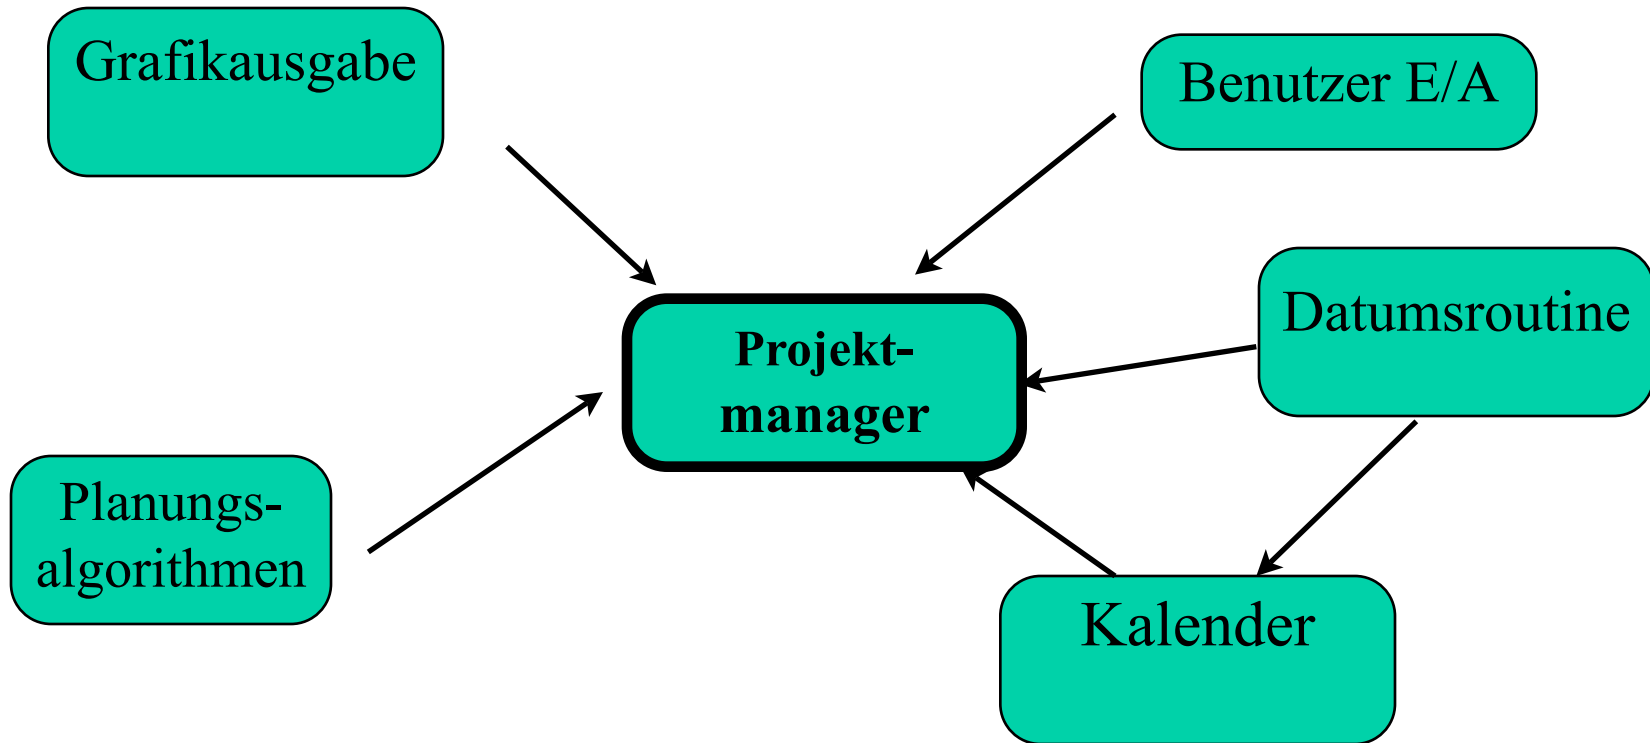 Grafikausgabe
Benutzer E/A
Datumsroutine
Projekt-
manager
Planungs-
algorithmen
Kalender